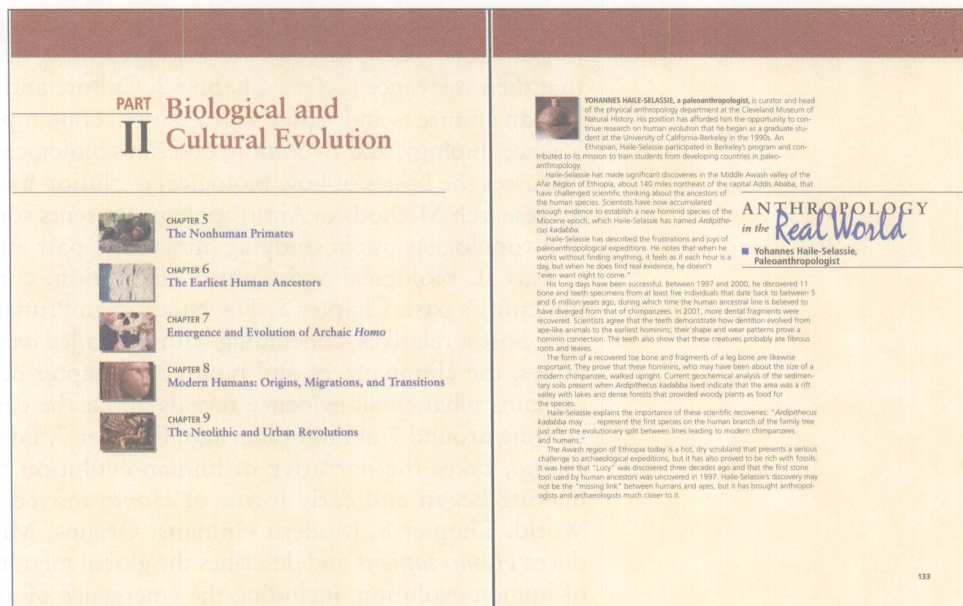 PART
II
Biological and
Cultural Evolution
CHAPTER 5
The Nonhuman Primates
CHAPTER 6
The Earliest Human Ancestors
CHAPTER 7
Emergence and Evolution of Archaic Homo
CHAPTER 8
Modern Humans: Origins, Migrations, and Transitions
CHAPTER 9
The Neolithic and Urban Revolutions
YOHANNES HAILE-SELASSIE, a paleoanthropologist, is curator and head
of the physical anthropology department at the Cleveland Museum of
Natural History. His position has afforded him the opportunity to con-
tinue research on human evolution that he began as a graduate stu-
dent at the University of California-Berkeley in the 1990s. An
Ethiopian, Haile-Selassie participated in Berkeley's program and con-
tributed to its mission to train students from developing countries in paleo-
anthropology.
Haile-Selassie has made significant discoveries in the Middle Awash valley of the
Afar Region of Ethiopia, about 140 miles northeast of the capital Addis Ababa, that
have challenged scientific thinking about the ancestors of
the human species. Scientists have now accumulated
enough evidence to establish a new hominid species of the
Miocene epoch, which Haile-Selassie has named Ardipithe-
cus kadabba.
Haile-Selassie has described the frustrations and joys of
paleoanthropological expeditions. He notes that when he
works without finding anything, it feels as if each hour is a
day, but when he does find real evidence, he doesn't
"even want night to come."
His long days have been successful. Between 1997 and 2000, he discovered 11
bone and teeth specimens from at least five individuals that date back to between 5
and 6 million years ago, during which time the human ancestral line is believed to
have diverged from that of chimpanzees. In 2001, more dental fragments were
recovered. Scientists agree that the teeth demonstrate how dentition evolved from
ape-like animals to the earliest hominins; their shape and wear patterns prove a
hominin connection. The teeth also show that these creatures probably ate fibrous
roots and leaves.
The form of a recovered toe bone and fragments of a leg bone are likewise
important. They prove that these hominins, who may have been about the size of a
modern chimpanzee, walked upright. Current geochemical analysis of the sedimen-
tary soils present when Ardipithecus kadabba lived indicate that the area was a rift
valley with lakes and dense forests that provided woody plants as food for
the species.
Haile-Selassie explains the importance of these scientific recoveries: "Ardipithecus
kadabba may . . . represent the first species on the human branch of the family tree
just after the evolutionary split between lines leading to modern chimpanzees
and humans."
The Awash region of Ethiopia today is a hot, dry scrubland that presents a serious
challenge to archaeological expeditions, but it has also proved to be rich with fossils.
It was here that "Lucy" was discovered three decades ago and that the first stone
tool used by human ancestors was uncovered in 1997. Haile-Selassie's discovery may
not be the "missing link" between humans and apes, but it has brought anthropol-
ogists and archaeologists much closer to it.
ANTHROPOLOGY
in the Real World
Yohannes Haile-Selassie,
Paleoanthropologist
133